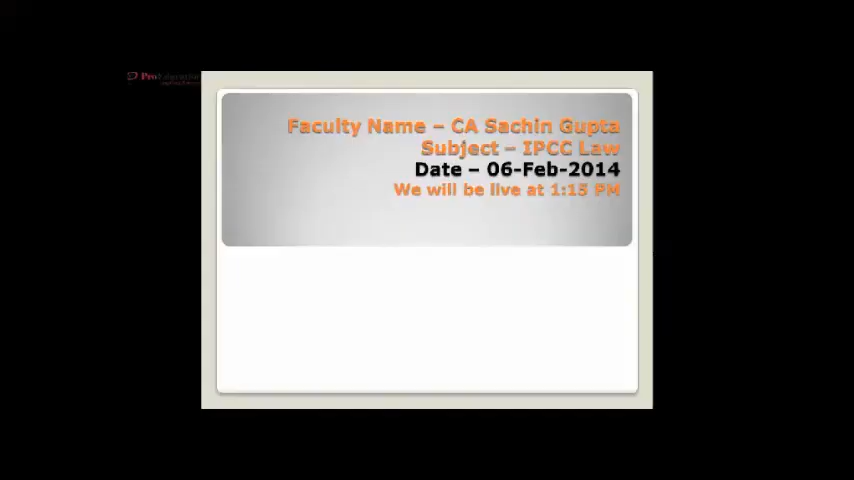 Faculty Name – CA Sachin Gupta
Subject – IPCC Law
Date – 06-Feb-2014
We will be live at 1:15 PM